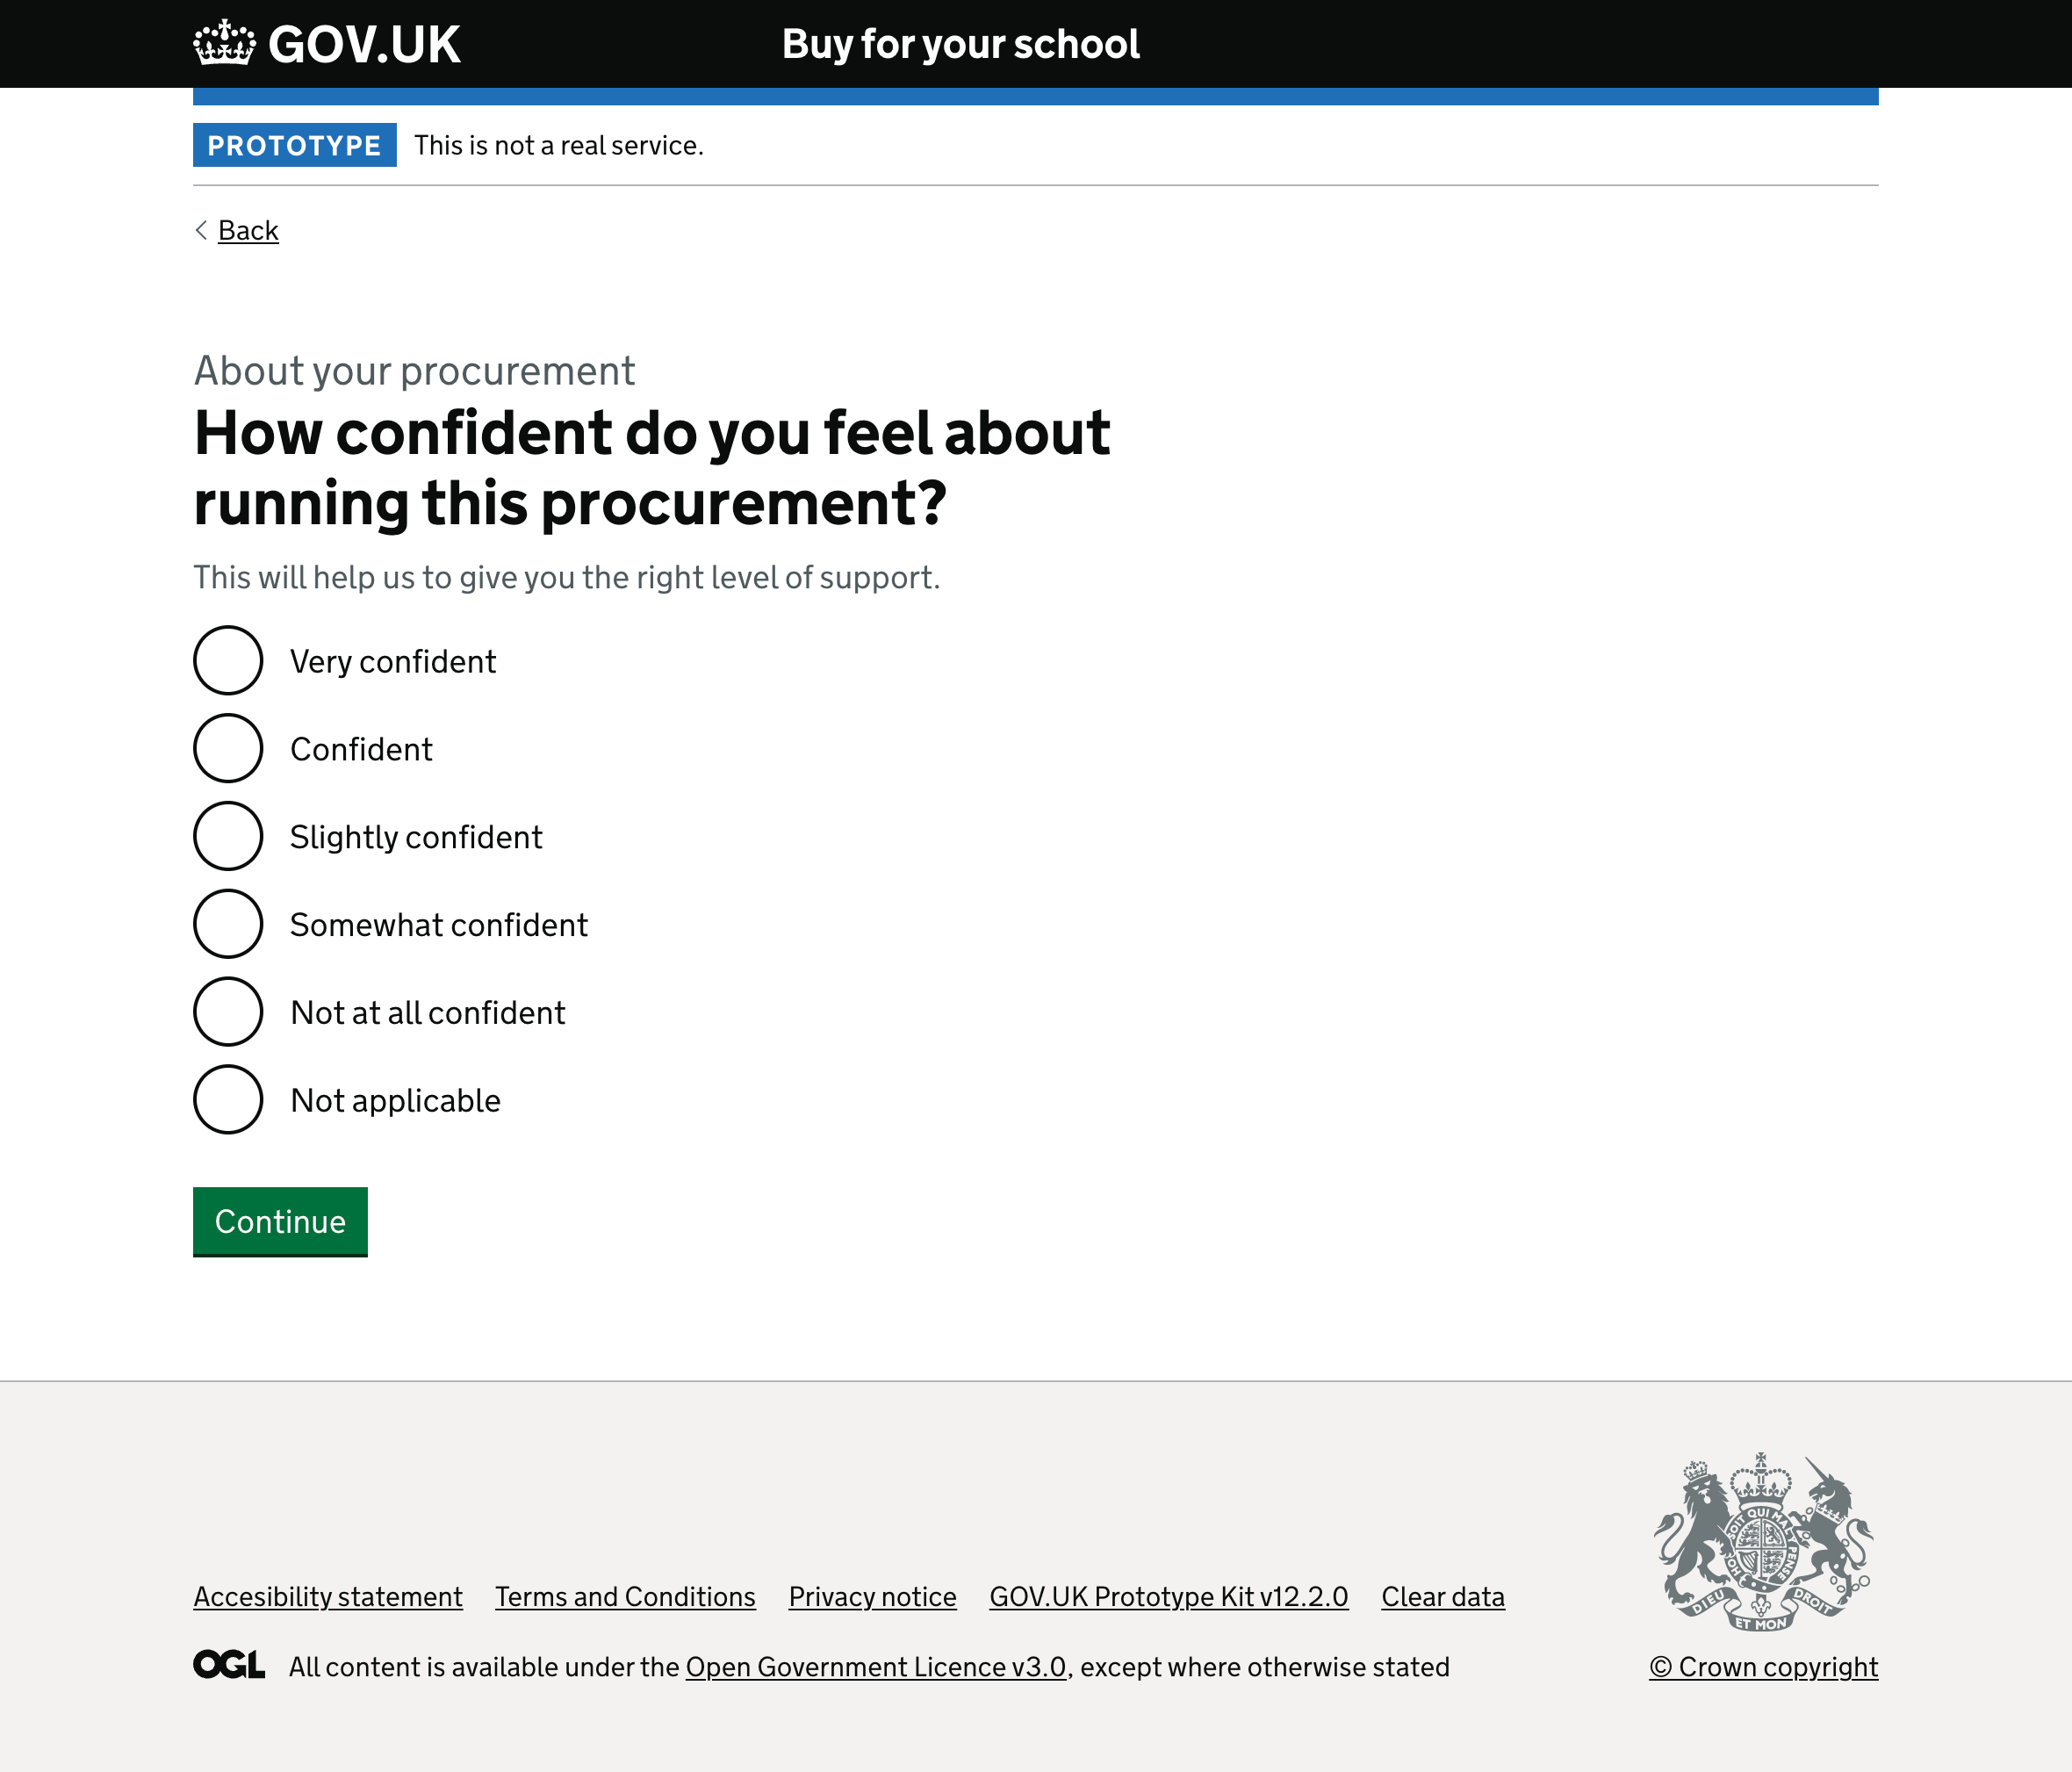 GOV.UK
Buy for your school
PROTOTYPE This is not a real service.
Back
About your procurement
How confident do you feel about
running this procurement?
This will help us to give you the right level of support.
Very confident
Confident
Slightly confident
Somewhat confident
Not at all confident
Not applicable
Continue
Accesibility statement Terms and Conditions Privacy notice GOV.UK Prototype Kit v12.2.0 Clear data
OGL All content is available under the Open Government Licence v3.0, except where otherwise stated
SOIT QUI MAL
PENSE
DIEU
ET MON
DROIT
© Crown copyright